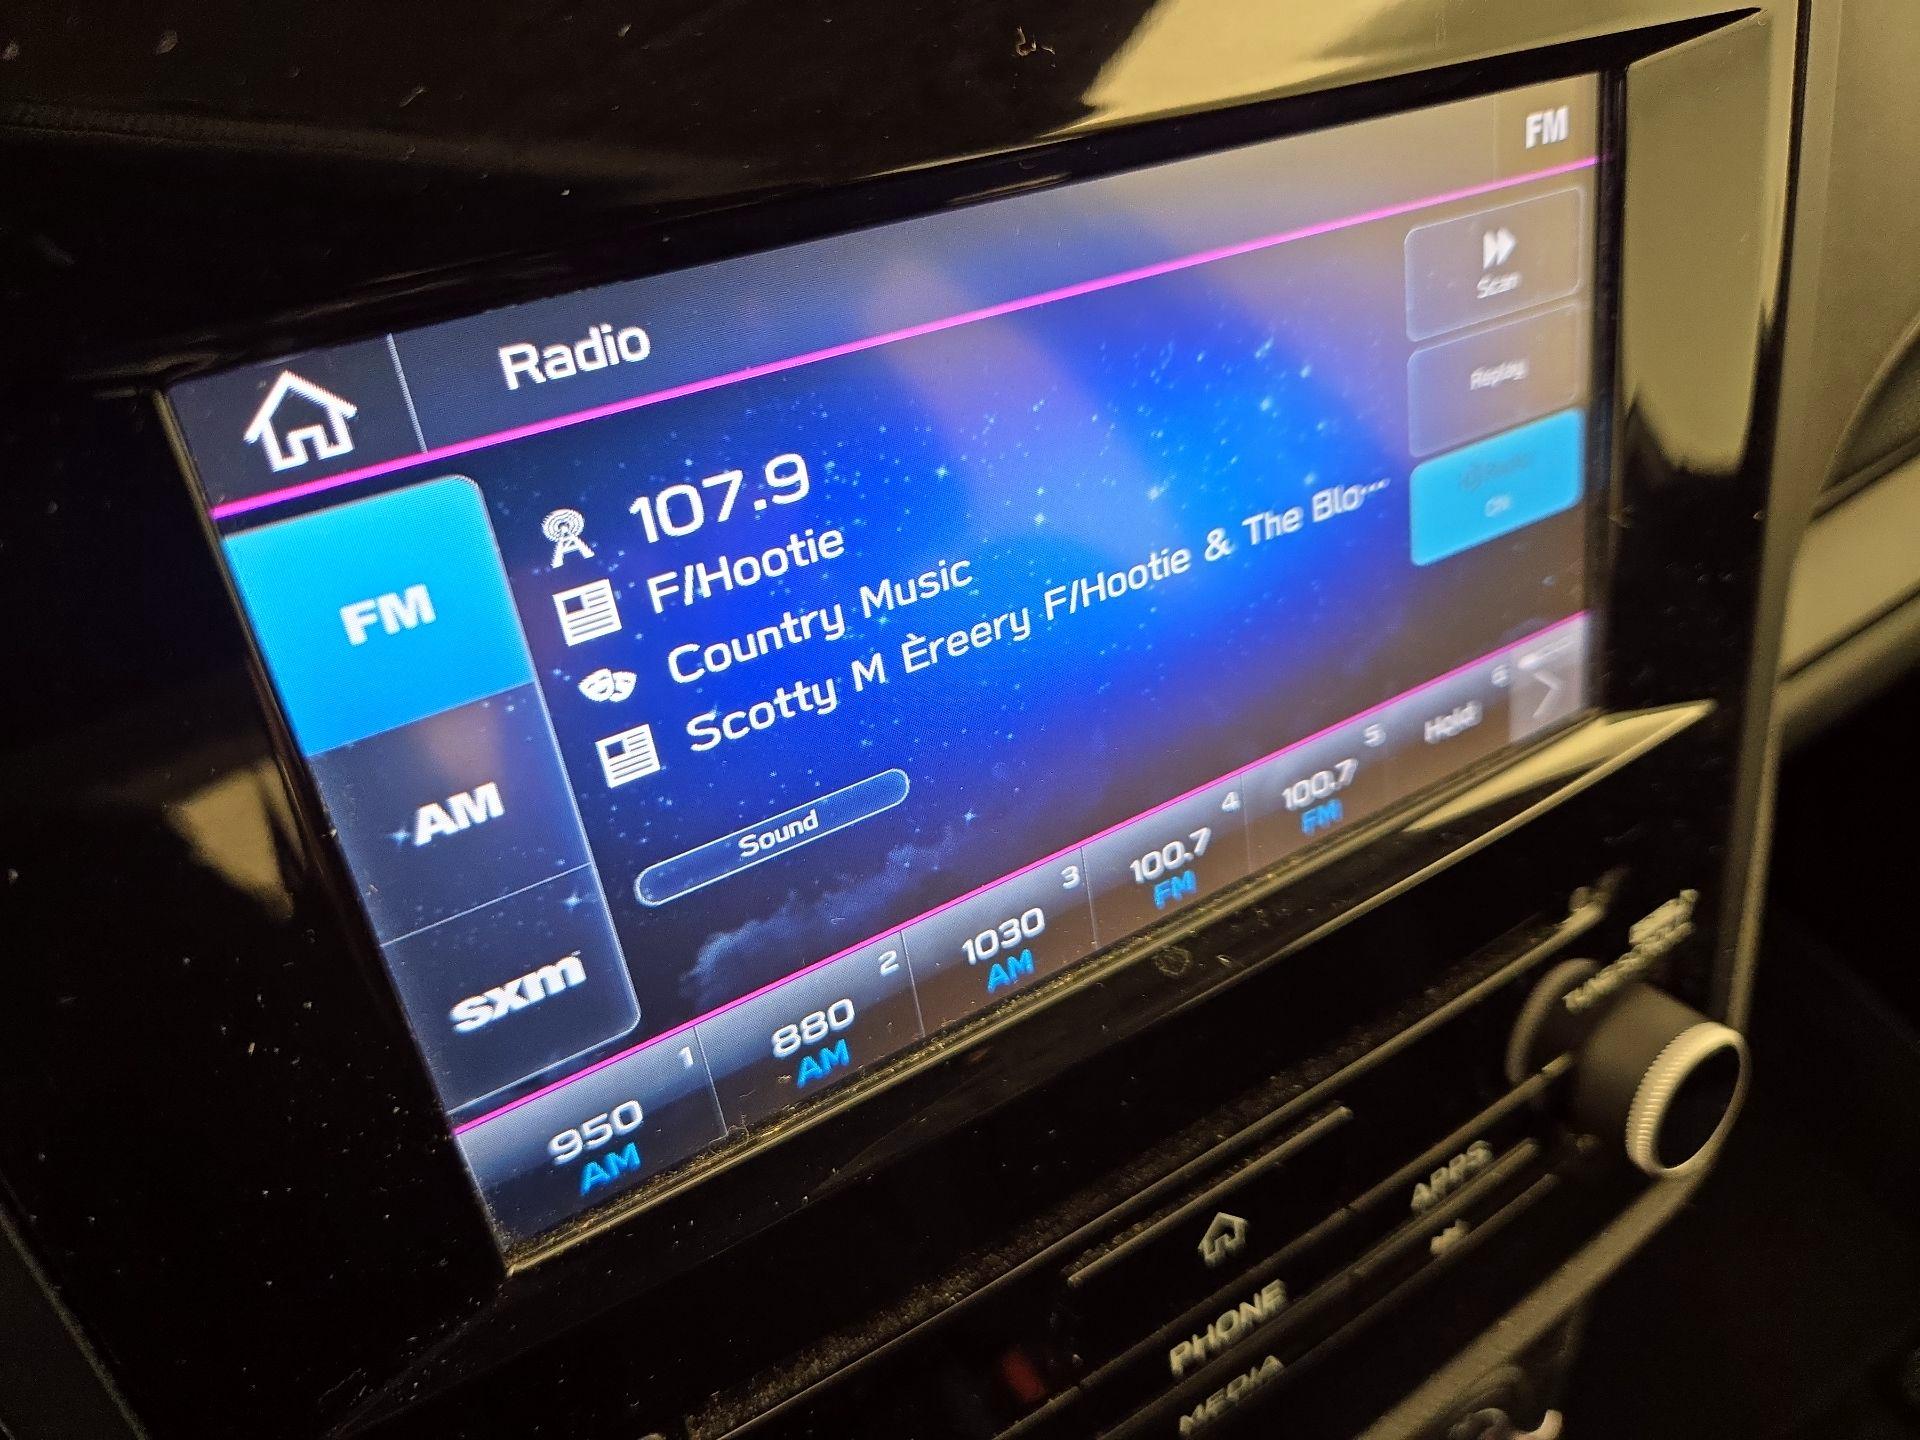 FM
Radio
Scan
Replay
ON
107.9
F/Hootie
Country Music
Scotty M Èreery F/Hootie & The Blo...
FM
AM
sxm
Sound
1
950
AM
2
880
AM
3
1030
AM
4
100.7
FM
5
100.7
FM
6
Hold
APPS
PHONE
MEDIA